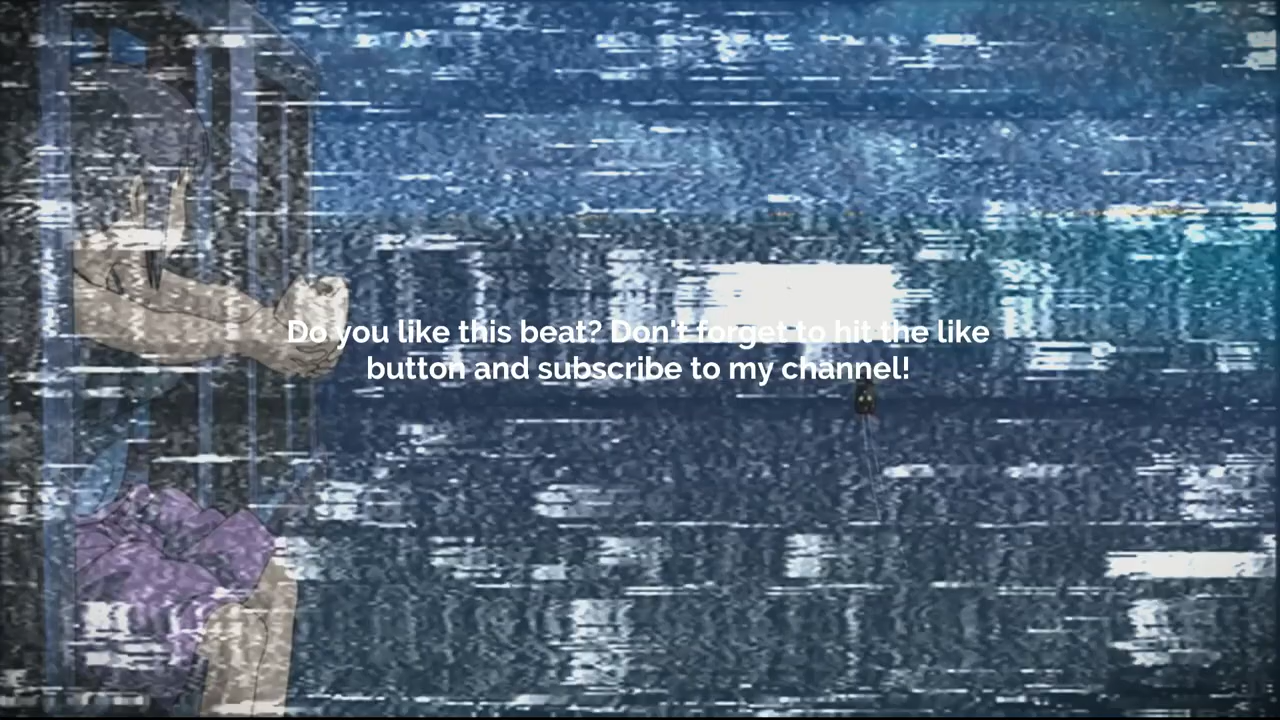 Do you like this beat? Don't forget to hit the like
button and subscribe to my channel!